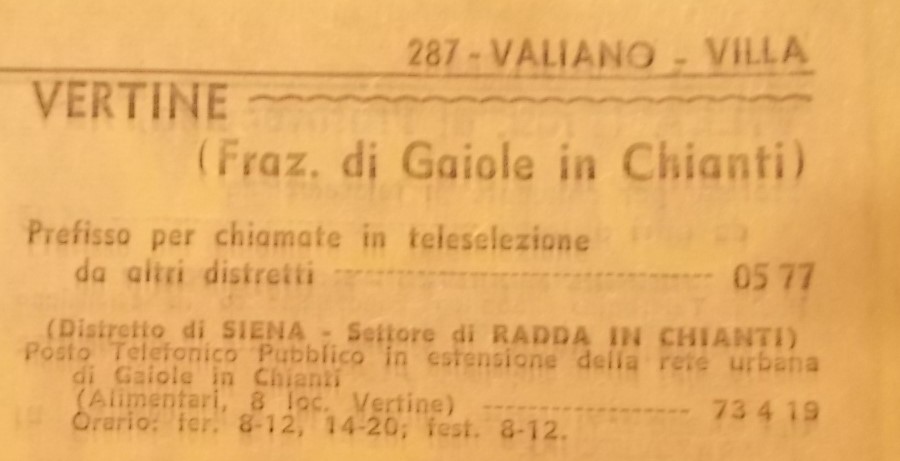 287 - VALIANO - VILLA
VERTINE
(Fraz. di Gaiole in Chianti)
Prefisso per chiamate in teleselezione
da altri distretti ---------------------- 05 77
(Distretto di SIENA - Settore di RADDA IN CHIANTI)
Posto Telefonico Pubblico in estensione della rete urbana
di Gaiole in Chianti
(Alimentari, 8 loc. Vertine) ---------------- 73 4 19
Orario: fer. 8-12, 14-20; fest. 8-12.